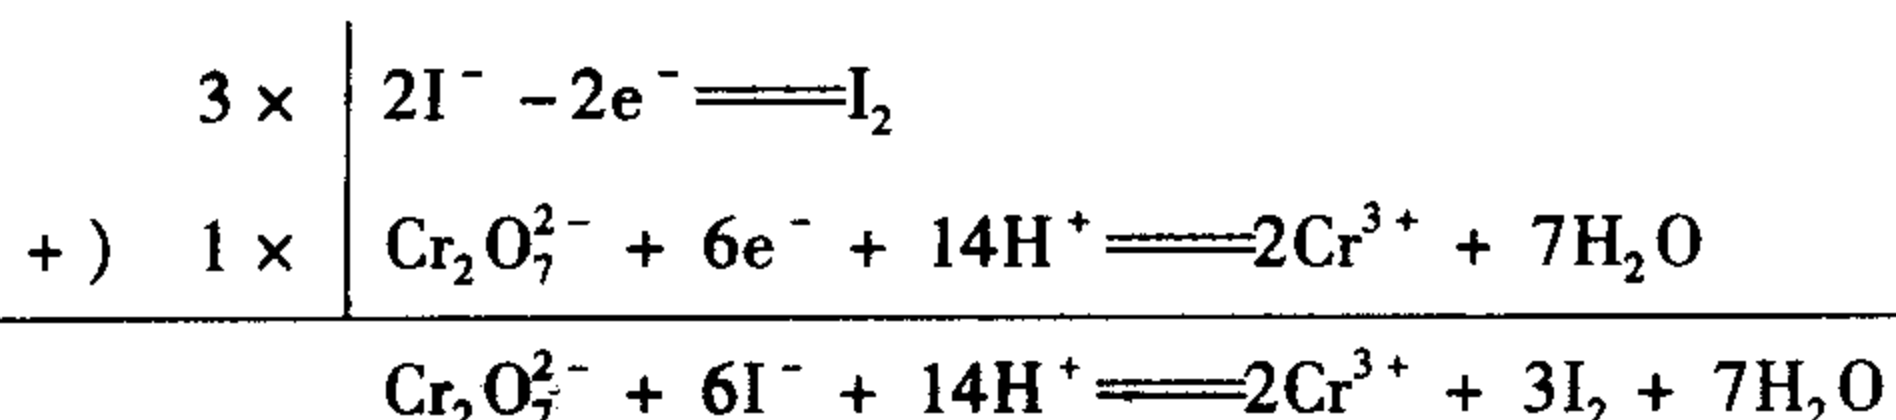 3 × | 2I⁻ − 2e⁻ ══ I₂
+ ) 1 × | Cr₂O₇²⁻ + 6e⁻ + 14H⁺ ══ 2Cr³⁺ + 7H₂O
Cr₂O₇²⁻ + 6I⁻ + 14H⁺ ══ 2Cr³⁺ + 3I₂ + 7H₂O